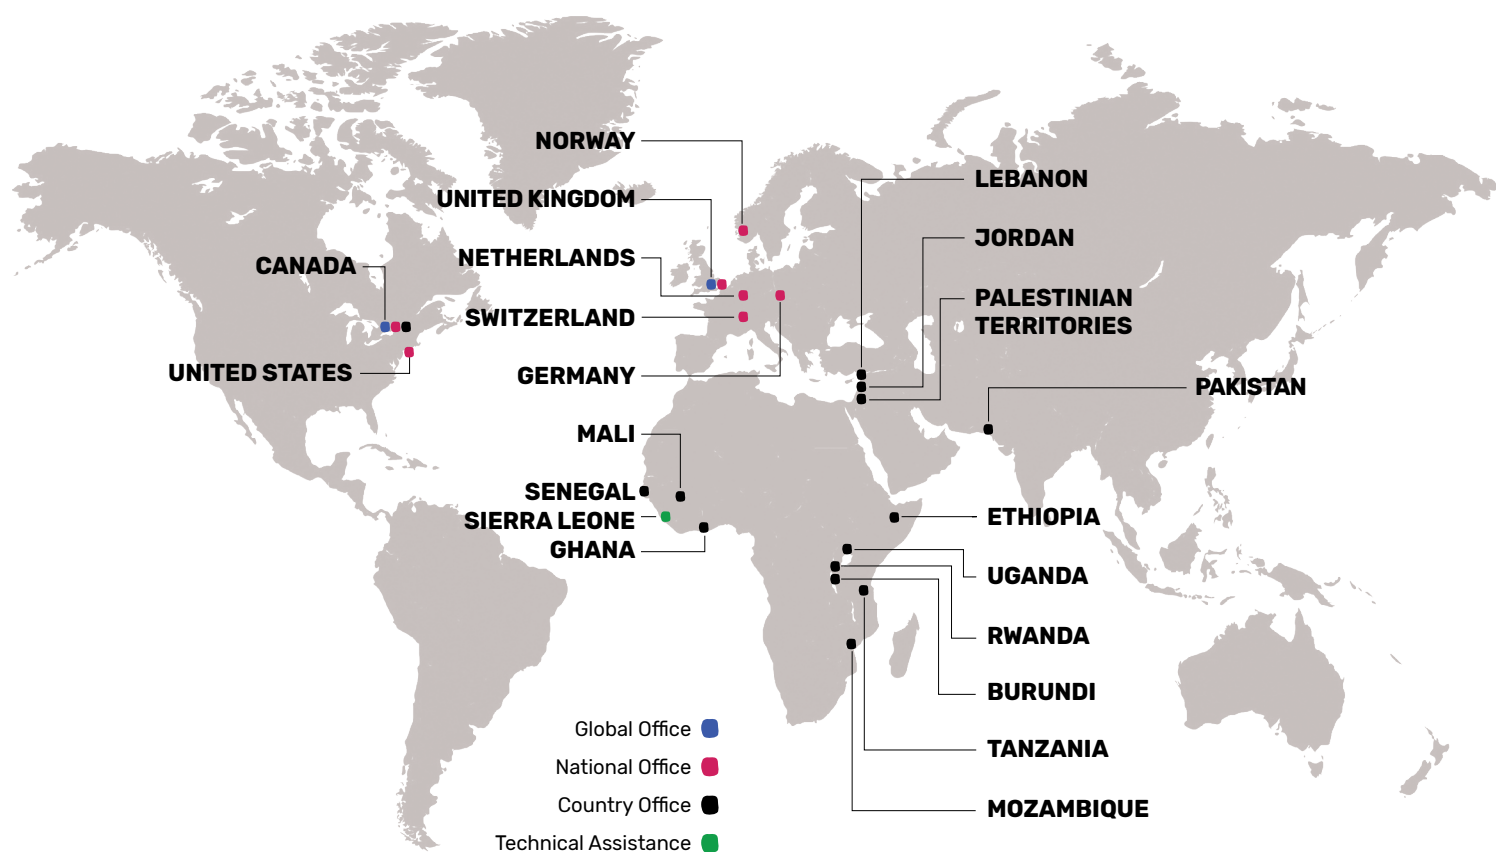 NORWAY
UNITED KINGDOM
NETHERLANDS
CANADA
SWITZERLAND
UNITED STATES
GERMANY
MALI
SENEGAL
SIERRA LEONE
GHANA
LEBANON
JORDAN
PALESTINIAN
TERRITORIES
PAKISTAN
ETHIOPIA
UGANDA
RWANDA
BURUNDI
TANZANIA
MOZAMBIQUE
Global Office
National Office
Country Office
Technical Assistance